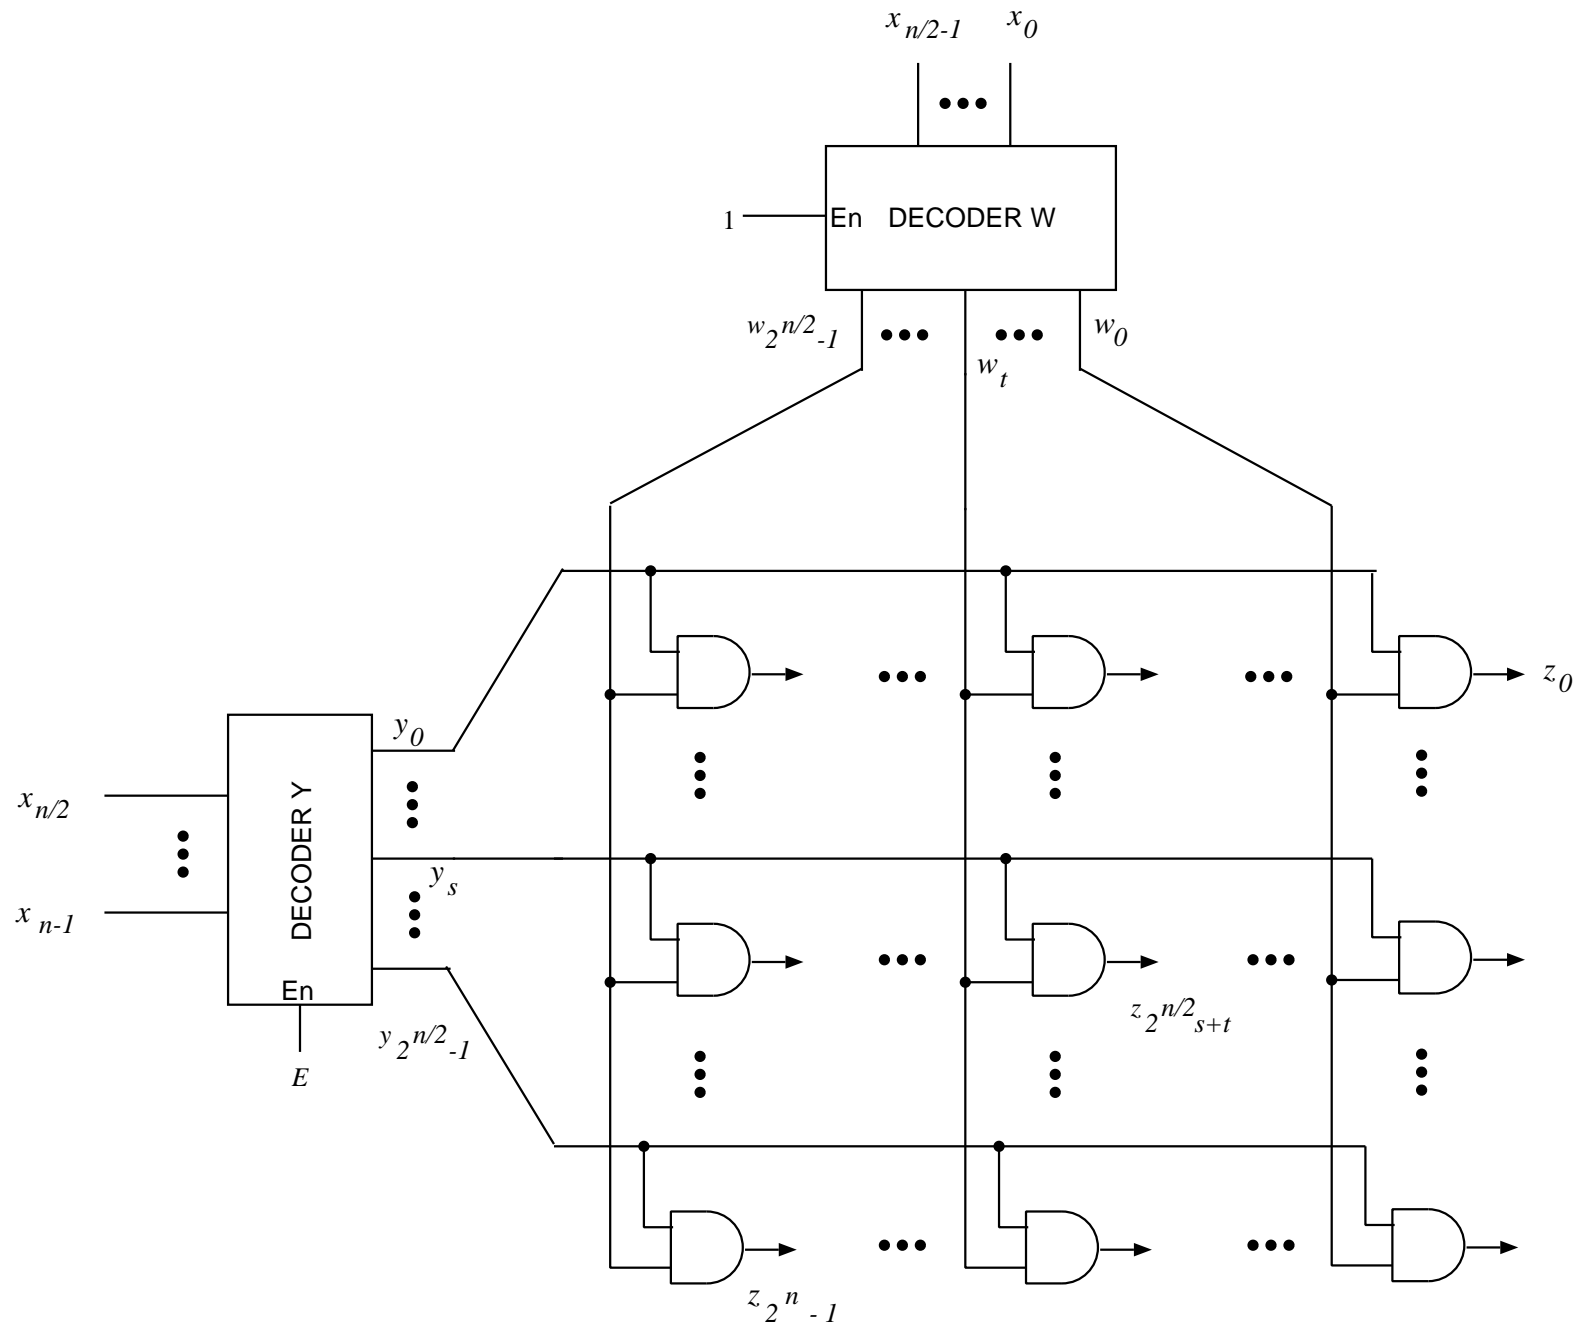 x n/2-1 x 0
1 En DECODER W
w 2 n/2 -1 w 0
w t
z 0
y 0
x n/2
DECODER Y
y s
x n-1
En
z 2 n/2 s+t
y 2 n/2 -1
E
z 2 n - 1